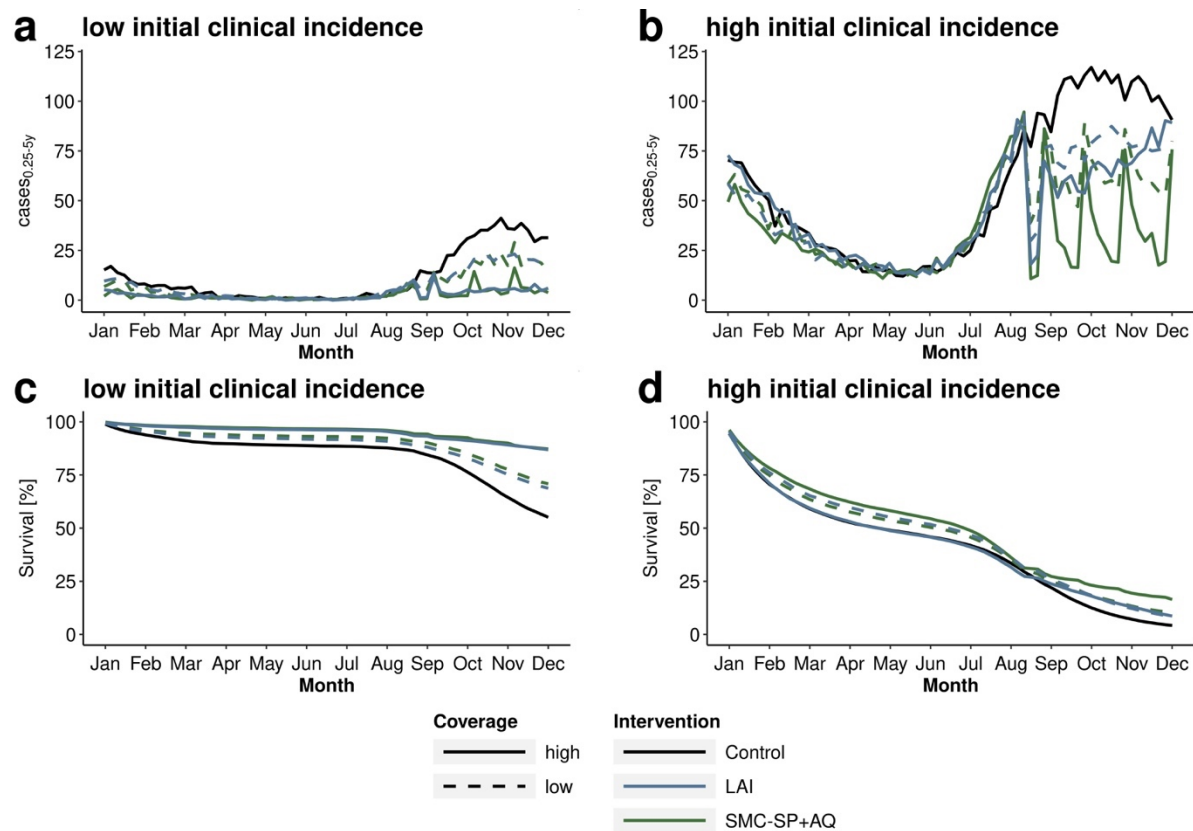 a low initial clinical incidence
125
100
75
50
25
0
cases0.25-5y
Jan Feb Mar Apr May Jun Jul Aug Sep Oct Nov Dec
Month
b high initial clinical incidence
125
100
75
50
25
0
cases0.25-5y
Jan Feb Mar Apr May Jun Jul Aug Sep Oct Nov Dec
Month
c low initial clinical incidence
100
75
50
25
0
Survival [%]
Jan Feb Mar Apr May Jun Jul Aug Sep Oct Nov Dec
Month
d high initial clinical incidence
100
75
50
25
0
Survival [%]
Jan Feb Mar Apr May Jun Jul Aug Sep Oct Nov Dec
Month
Coverage
high
low
Intervention
Control
LAI
SMC-SP+AQ